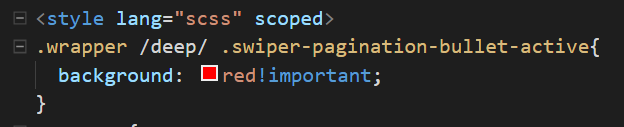 <style lang="scss" scoped>
.wrapper /deep/ .swiper-pagination-bullet-active{
background: red!important;
}